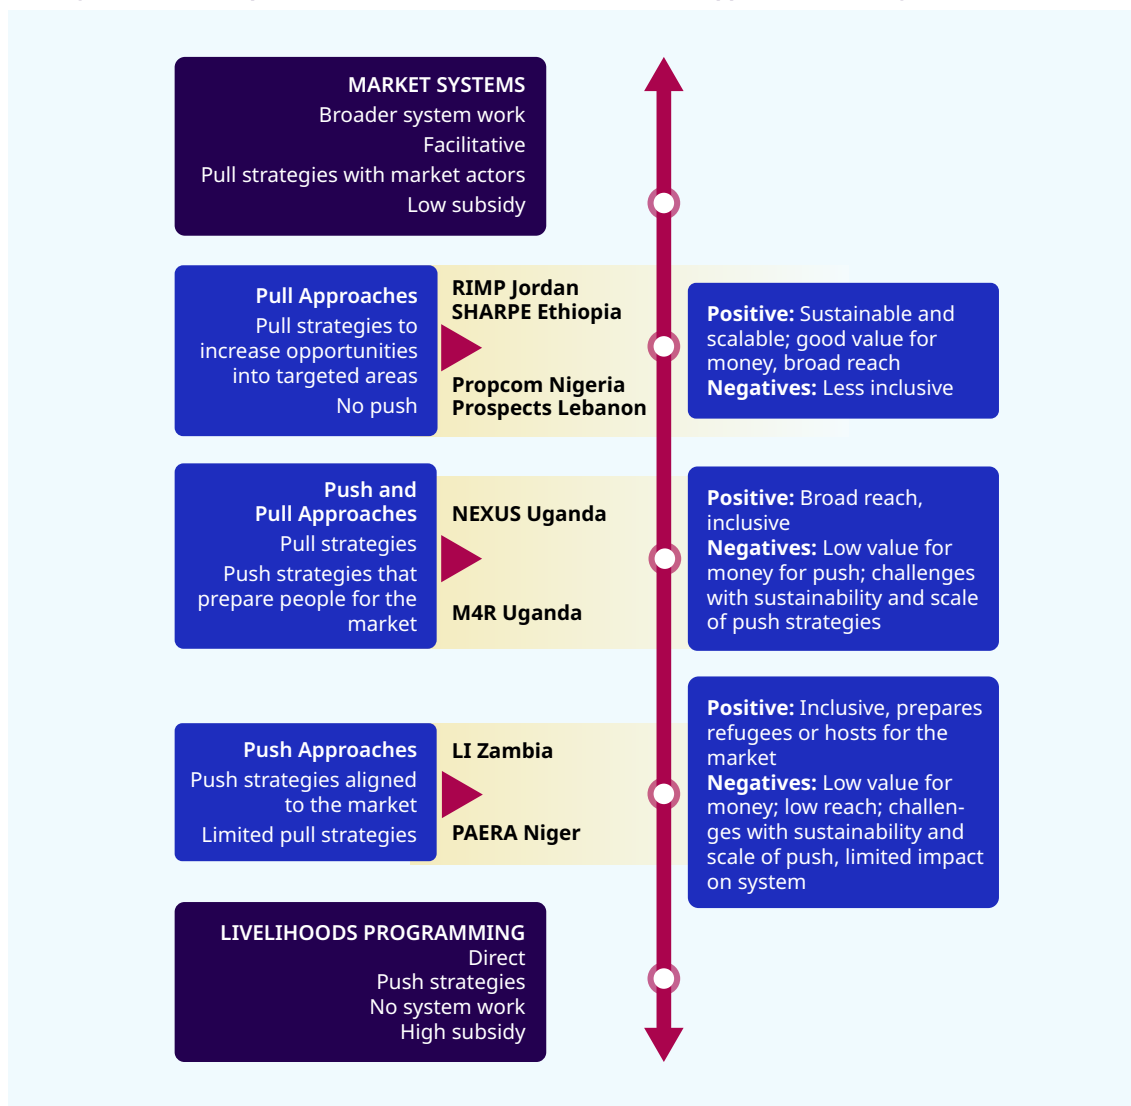 MARKET SYSTEMS
Broader system work
Facilitative
Pull strategies with market actors
Low subsidy
Pull Approaches
Pull strategies to
increase opportunities
into targeted areas
No push
RIMP Jordan
SHARPE Ethiopia
Propcom Nigeria
Prospects Lebanon
Positive: Sustainable and
scalable; good value for
money, broad reach
Negatives: Less inclusive
Push and
Pull Approaches
Pull strategies
Push strategies that
prepare people for the
market
NEXUS Uganda
M4R Uganda
Positive: Broad reach,
inclusive
Negatives: Low value for
money for push; challenges
with sustainability and scale
of push strategies
Push Approaches
Push strategies aligned
to the market
Limited pull strategies
LI Zambia
PAERA Niger
Positive: Inclusive, prepares
refugees or hosts for the
market
Negatives: Low value for
money; low reach; challen-
ges with sustainability and
scale of push, limited impact
on system
LIVELIHOODS PROGRAMMING
Direct
Push strategies
No system work
High subsidy